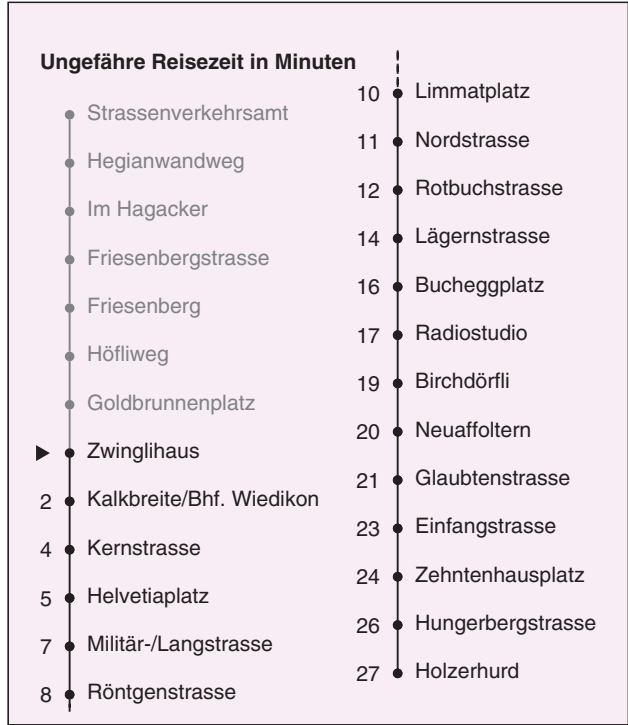 Ungefähre Reisezeit in Minuten
Strassenverkehrsamt
Hegianwandweg
Im Hagacker
Friesenbergstrasse
Friesenberg
Höfliweg
Goldbrunnenplatz
Zwinglihaus
2 Kalkbreite/Bhf. Wiedikon
4 Kernstrasse
5 Helvetiaplatz
7 Militär-/Langstrasse
8 Röntgenstrasse
10 Limmatplatz
11 Nordstrasse
12 Rotbuchstrasse
14 Lägernstrasse
16 Bucheggplatz
17 Radiostudio
19 Birchdörfli
20 Neuaffoltern
21 Glaubtenstrasse
23 Einfangstrasse
24 Zehntenhausplatz
26 Hungerbergstrasse
27 Holzerhurd